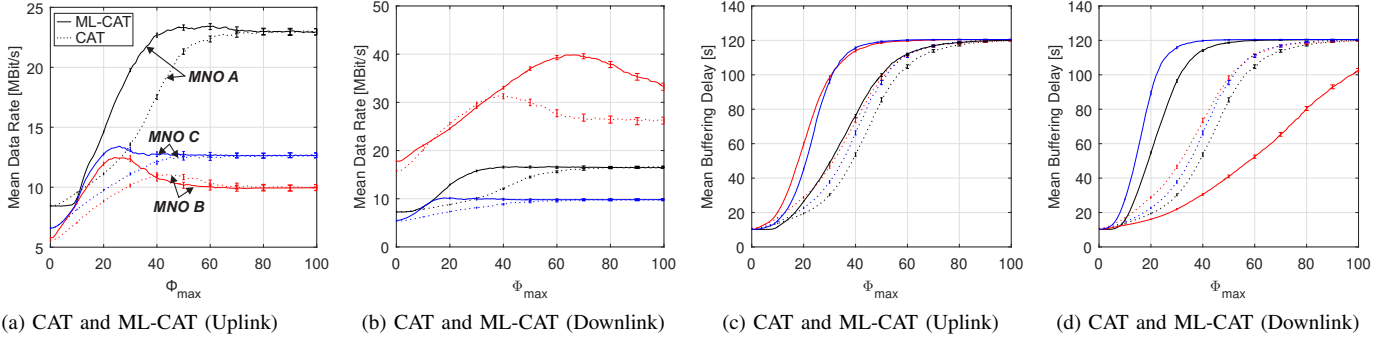 Mean Data Rate [MBit/s]
25
20
15
10
5
ML-CAT
CAT
MNO A
MNO C
MNO B
0 20 40 60 80 100
Φmax
(a) CAT and ML-CAT (Uplink)
Mean Data Rate [MBit/s]
50
40
30
20
10
0
0 20 40 60 80 100
Φmax
(b) CAT and ML-CAT (Downlink)
Mean Buffering Delay [s]
140
120
100
80
60
40
20
0
0 20 40 60 80 100
Φmax
(c) CAT and ML-CAT (Uplink)
Mean Buffering Delay [s]
140
120
100
80
60
40
20
0
0 20 40 60 80 100
Φmax
(d) CAT and ML-CAT (Downlink)